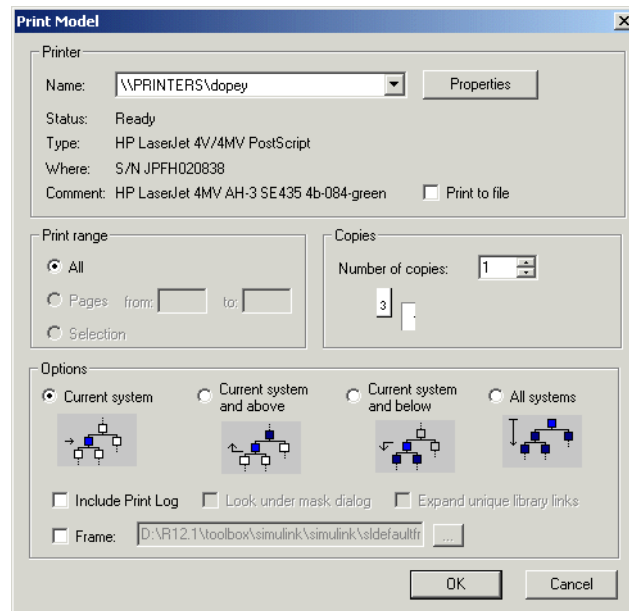 Print Model
Printer
Name: \\PRINTERS\dopey Properties
Status: Ready
Type: HP LaserJet 4V/4MV PostScript
Where: S/N JPFH020838
Comment: HP LaserJet 4MV AH-3 SE435 4b-084-green Print to file
Print range
All
Pages from: to:
Selection
Copies
Number of copies: 1
3
Options
Current system
Current system
and above
Current system
and below
All systems
Include Print Log Look under mask dialog Expand unique library links
Frame: D:\R12.1\toolbox\simulink\simulink\sldefaultfr ...
OK Cancel